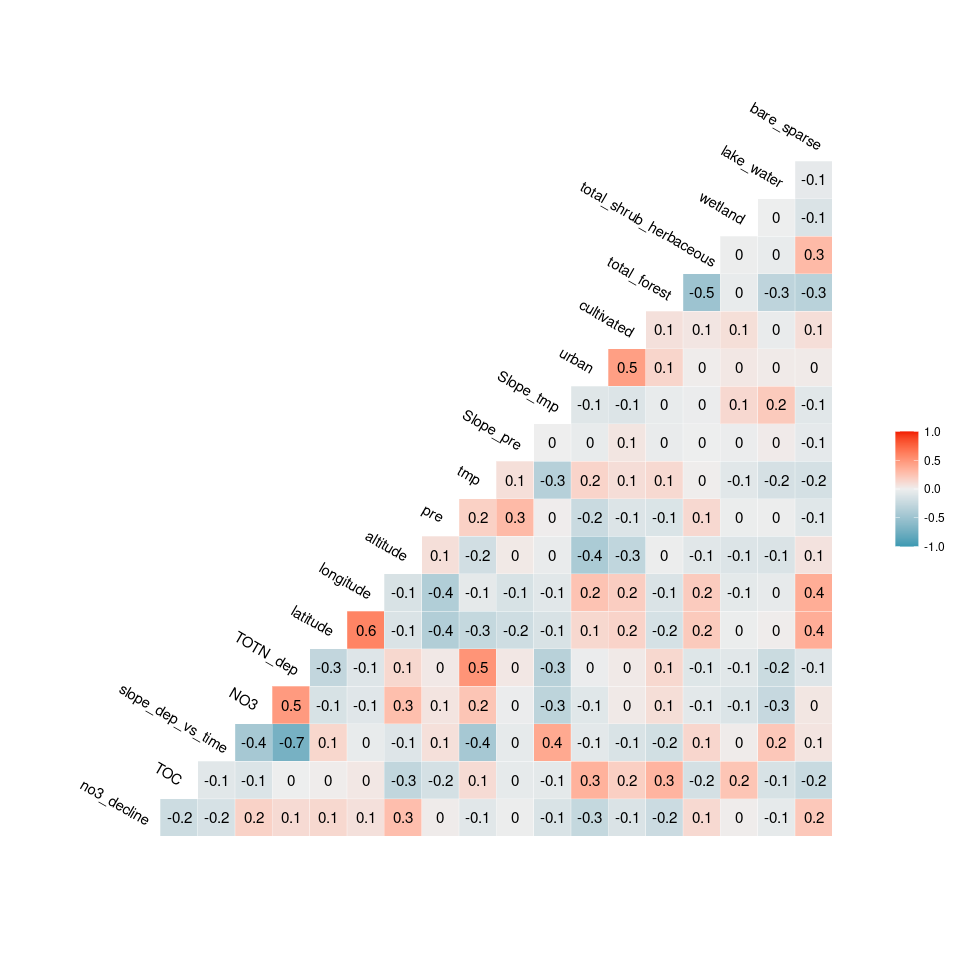 bare_sparse
lake_water -0.1
wetland 0 -0.1
total_shrub_herbaceous 0 0 0.3
total_forest -0.5 0 -0.3 -0.3
cultivated 0.1 0.1 0.1 0 0.1
urban 0.5 0.1 0 0 0 0
Slope_tmp -0.1 -0.1 0 0 0.1 0.2 -0.1
Slope_pre 0 0 0.1 0 0 0 0 -0.1
tmp 0.1 -0.3 0.2 0.1 0.1 0 -0.1 -0.2 -0.2
pre 0.2 0.3 0 -0.2 -0.1 -0.1 0.1 0 0 -0.1
altitude 0.1 -0.2 0 0 -0.4 -0.3 0 -0.1 -0.1 -0.1 0.1
longitude -0.1 -0.4 -0.1 -0.1 -0.1 0.2 0.2 -0.1 0.2 -0.1 0 0.4
latitude 0.6 -0.1 -0.4 -0.3 -0.2 -0.1 0.1 0.2 -0.2 0.2 0 0 0.4
TOTN_dep -0.3 -0.1 0.1 0 0.5 0 -0.3 0 0 0.1 -0.1 -0.1 -0.2 -0.1
NO3 0.5 -0.1 -0.1 0.3 0.1 0.2 0 -0.3 -0.1 0 0.1 -0.1 -0.1 -0.3 0
slope_dep_vs_time -0.4 -0.7 0.1 0 -0.1 0.1 -0.4 0 0.4 -0.1 -0.1 -0.2 0.1 0 0.2 0.1
TOC -0.1 -0.1 0 0 0 -0.3 -0.2 0.1 0 -0.1 0.3 0.2 0.3 -0.2 0.2 -0.1 -0.2
no3_decline -0.2 -0.2 0.2 0.1 0.1 0.1 0.3 0 -0.1 0 -0.1 -0.3 -0.1 -0.2 0.1 0 -0.1 0.2
1.0
0.5
0.0
-0.5
-1.0